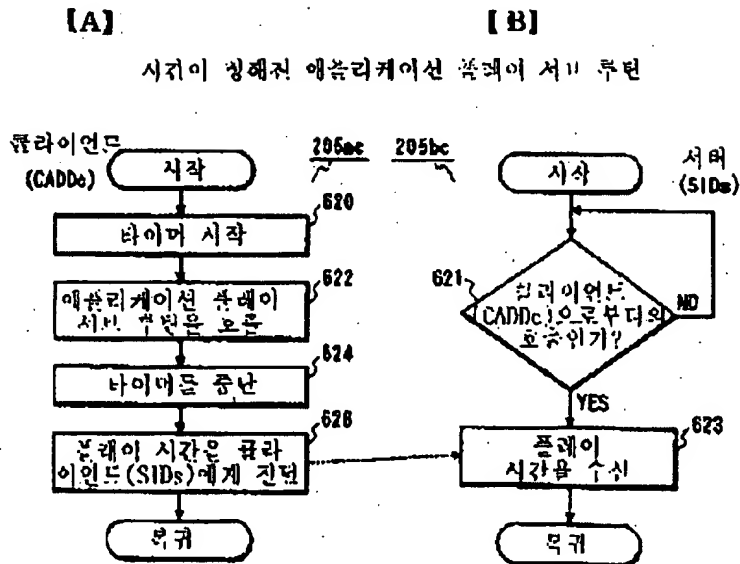 [A]
[B]
시간이 정해진 애플리케이션 플레이 서브 루틴
클라이언트
(CADDc)
시작
205ac
205bc
시작
서버
(SIDs)
620
타이머 시작
622
애플리케이션 플레이
서브 루틴을 호출
621
클라이언트
(CADDc)으로부터의
호출인가?
NO
624
타이머를 중단
YES
626
플레이 시간을 클라
이언트(SIDs)에게 전달
623
플레이
시간을 수신
복귀
복귀